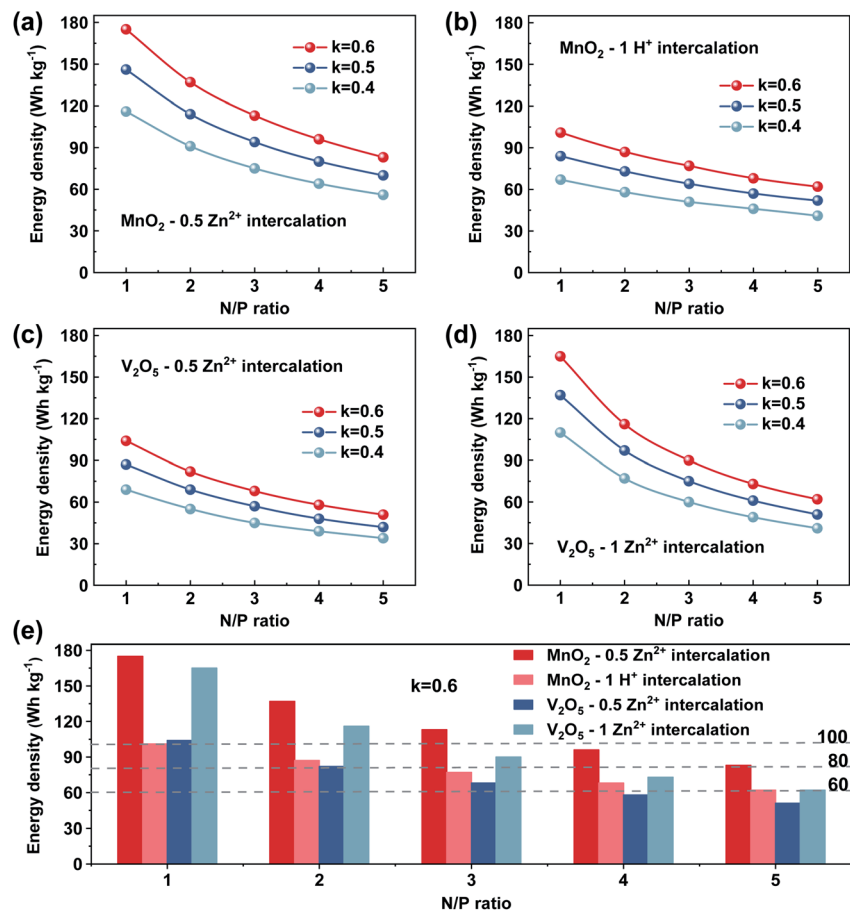 (a)
180
150
120
90
60
30
0
Energy density (Wh kg⁻¹)
k=0.6
k=0.5
k=0.4
MnO₂ - 0.5 Zn²⁺ intercalation
1 2 3 4 5
N/P ratio
(b)
180
150
120
90
60
30
0
Energy density (Wh kg⁻¹)
MnO₂ - 1 H⁺ intercalation
k=0.6
k=0.5
k=0.4
1 2 3 4 5
N/P ratio
(c)
180
150
120
90
60
30
0
Energy density (Wh kg⁻¹)
V₂O₅ - 0.5 Zn²⁺ intercalation
k=0.6
k=0.5
k=0.4
1 2 3 4 5
N/P ratio
(d)
180
150
120
90
60
30
0
Energy density (Wh kg⁻¹)
k=0.6
k=0.5
k=0.4
V₂O₅ - 1 Zn²⁺ intercalation
1 2 3 4 5
N/P ratio
(e)
180
150
120
90
60
30
0
Energy density (Wh kg⁻¹)
k=0.6
MnO₂ - 0.5 Zn²⁺ intercalation
MnO₂ - 1 H⁺ intercalation
V₂O₅ - 0.5 Zn²⁺ intercalation
V₂O₅ - 1 Zn²⁺ intercalation
100
80
60
1 2 3 4 5
N/P ratio